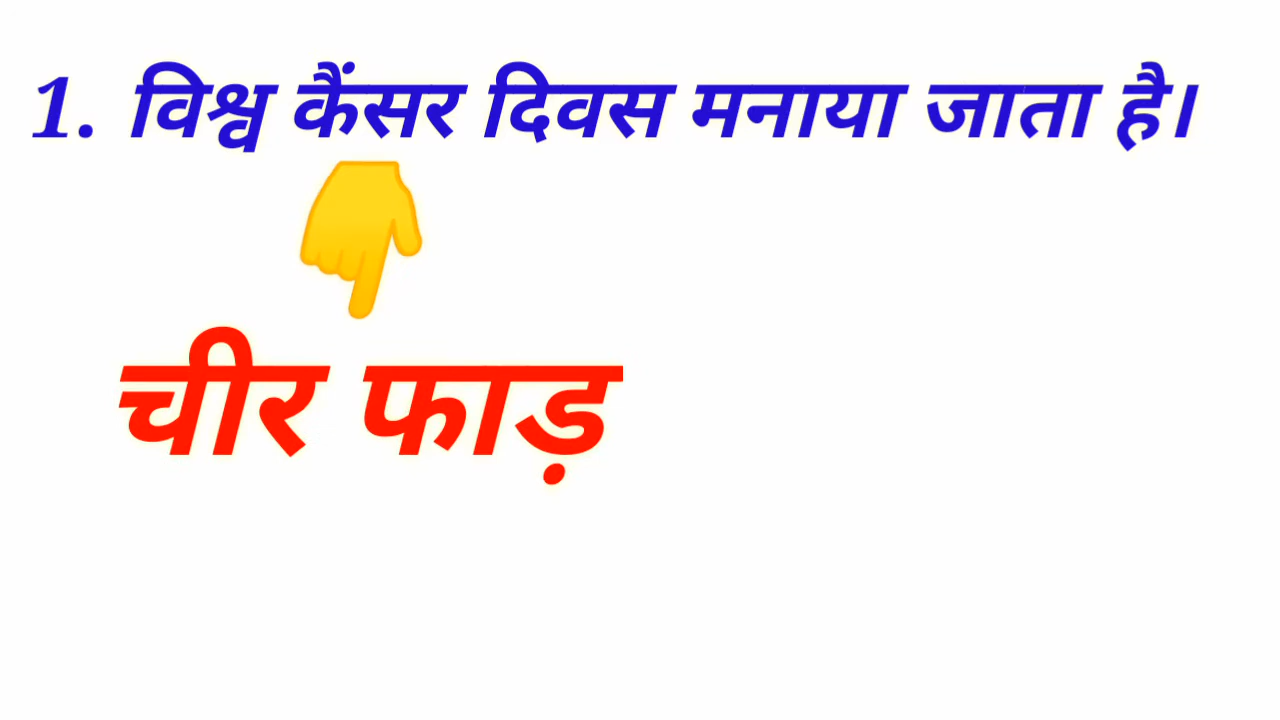 1. विश्व कैंसर दिवस मनाया जाता है।
चीर फाड़